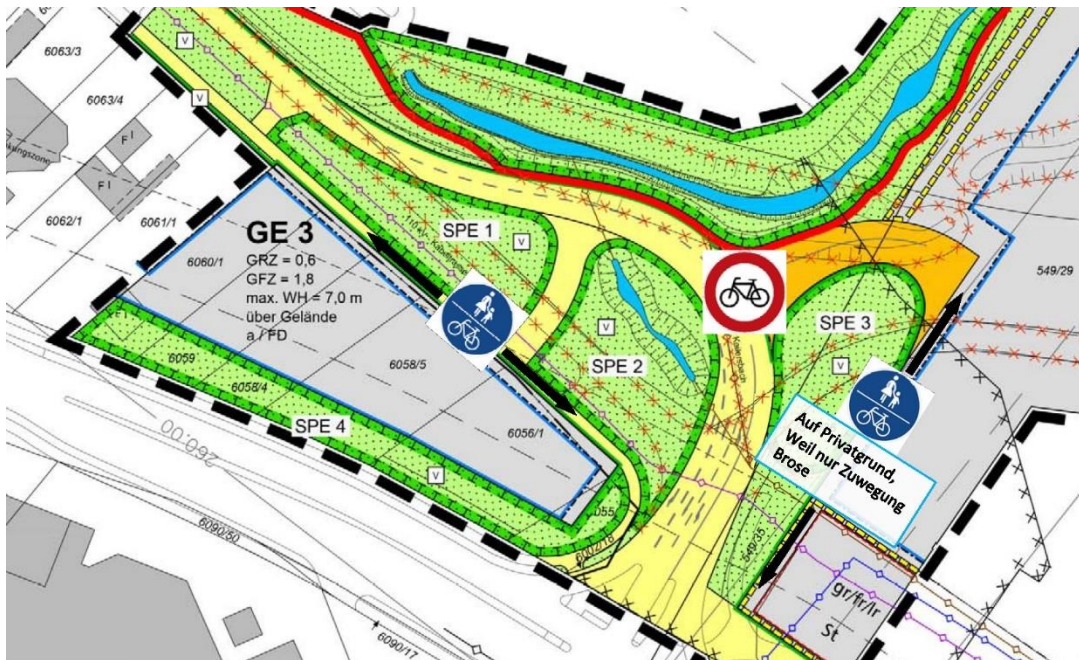 6063/3
6063/4
F I
F I
6062/1
6061/1
V
V
GE 3
GRZ = 0,6
GFZ = 1,8
max. WH = 7,0 m
über Gelände
a / FD
6060/1
6058/5
6056/1
6059
6058/4
SPE 4
V
SPE 1
V
V
SPE 2
SPE 3
V
549/29
Auf Privatgrund,
Weil nur Zuwegung
Brose
549/35
gr/fr/lr
St
260.00
6090/50
6090/17